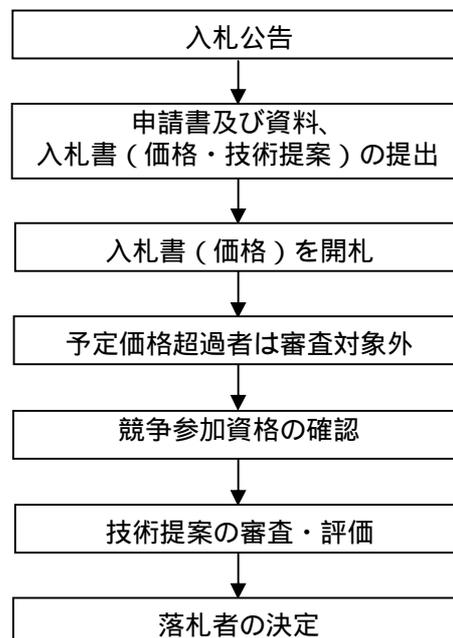 入札公告
申請書及び資料、
入札書（価格・技術提案）の提出
入札書（価格）を開札
予定価格超過者は審査対象外
競争参加資格の確認
技術提案の審査・評価
落札者の決定